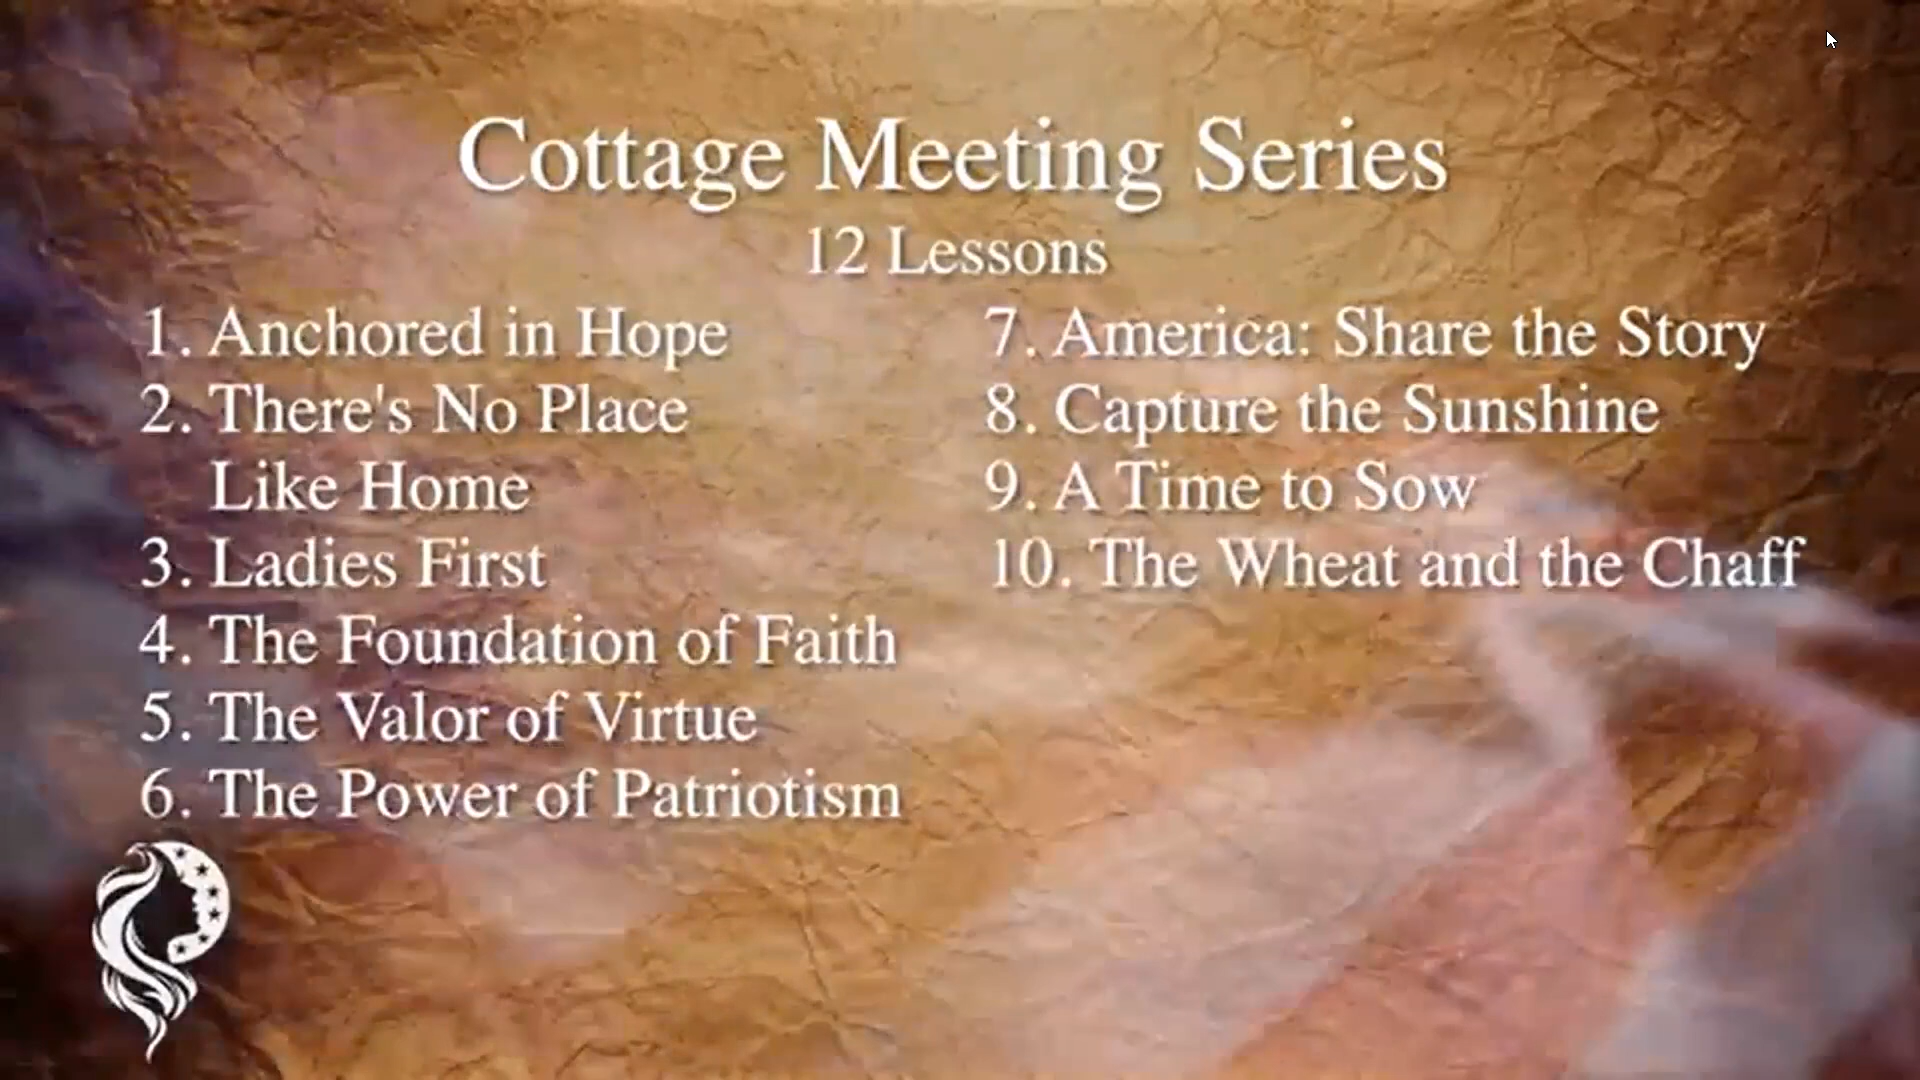 Cottage Meeting Series
12 Lessons
1. Anchored in Hope
2. There's No Place
Like Home
3. Ladies First
4. The Foundation of Faith
5. The Valor of Virtue
6. The Power of Patriotism
7. America: Share the Story
8. Capture the Sunshine
9. A Time to Sow
10. The Wheat and the Chaff